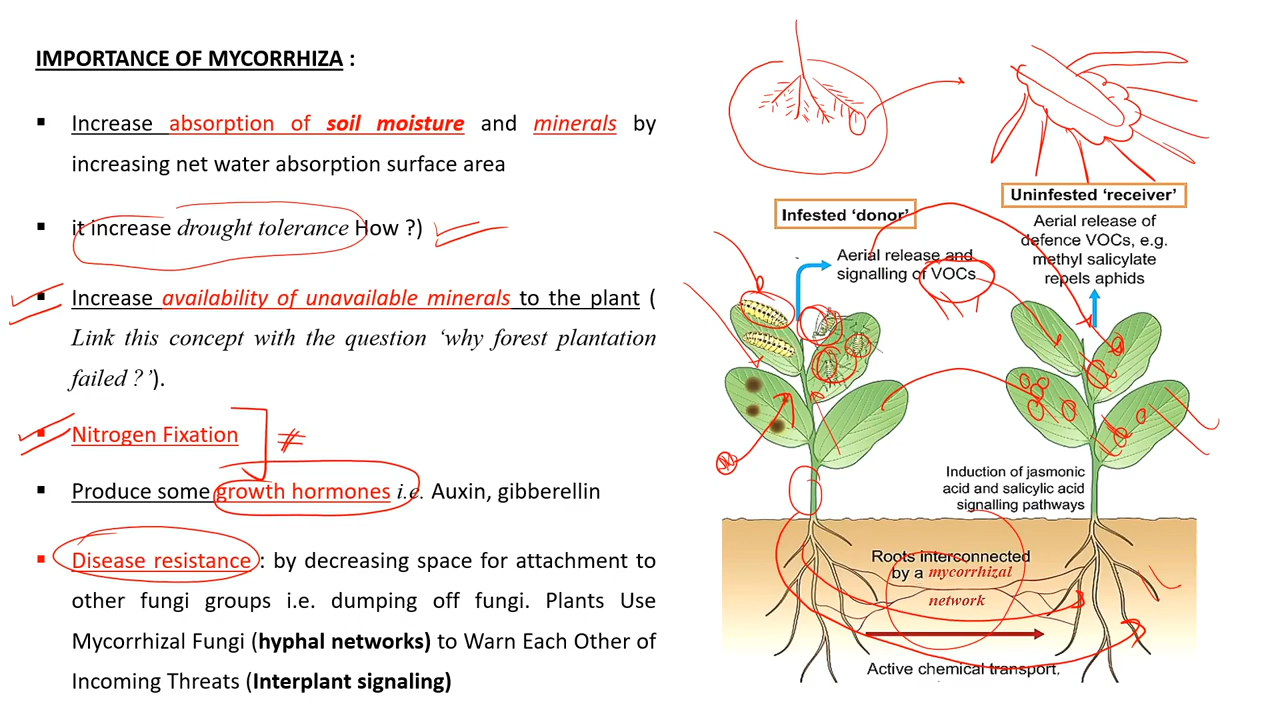 IMPORTANCE OF MYCORRHIZA :
▪ Increase absorption of soil moisture and minerals by
increasing net water absorption surface area
▪ it increase drought tolerance How ?)
▪ Increase availability of unavailable minerals to the plant (
Link this concept with the question ‘why forest plantation
failed ?’).
▪ Nitrogen Fixation
▪ Produce some growth hormones i.e. Auxin, gibberellin
▪ Disease resistance : by decreasing space for attachment to
other fungi groups i.e. dumping off fungi. Plants Use
Mycorrhizal Fungi (hyphal networks) to Warn Each Other of
Incoming Threats (Interplant signaling)
Infested ‘donor’
Aerial release and
signalling of VOCs
Uninfested ‘receiver’
Aerial release of
defence VOCs, e.g.
methyl salicylate
repels aphids
Induction of jasmonic
acid and salicylic acid
signalling pathways
Roots interconnected
by a mycorrhizal
network
Active chemical transport.